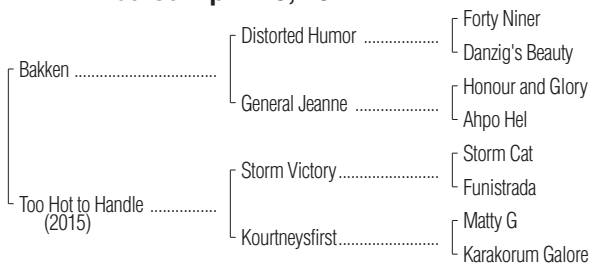 Forty Niner
Distorted Humor ..................
Danzig's Beauty
Bakken ..................................
Honour and Glory
General Jeanne ....................
Ahpo Hel
Storm Cat
Storm Victory........................
Funistrada
Too Hot to Handle ................
(2015)
Matty G
Kourtneysfirst........................
Karakorum Galore